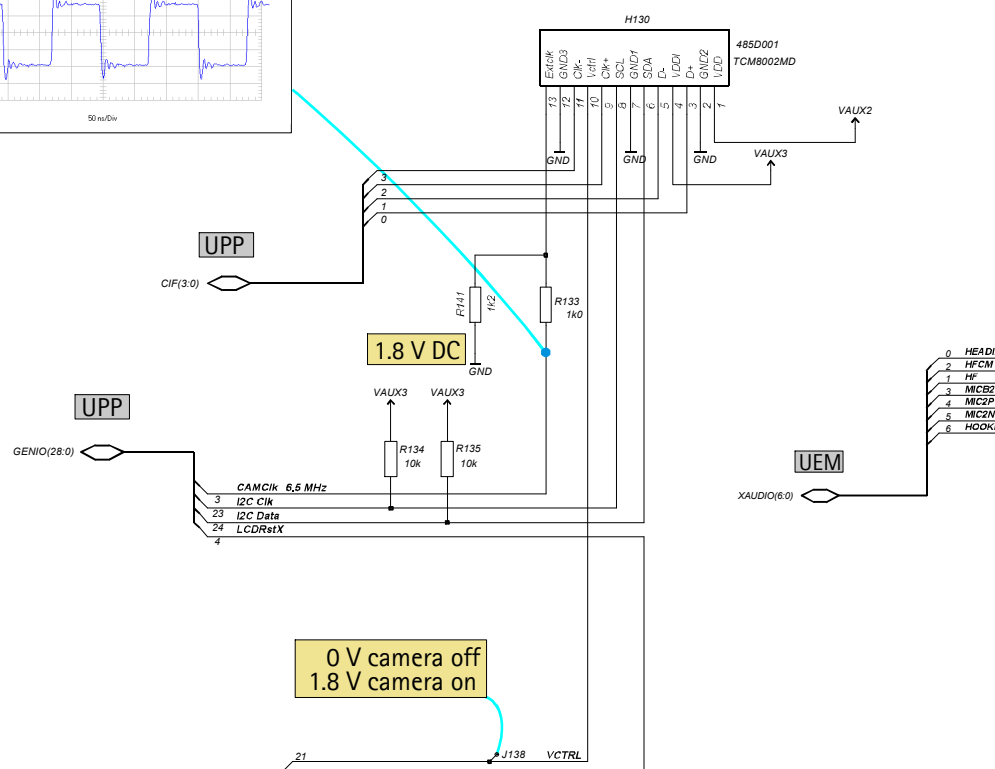 50 ns/Div
H130
485D001
TCM8002MD
Extclk
GND3
Clk-
Vctrl
Clk+
SCL
GND1
SDA
D-
VDDI
D+
GND2
VDD
13
12
11
10
9
8
7
6
5
4
3
2
1
VAUX2
VAUX3
GND
GND
GND
3
2
1
0
UPP
CIF(3:0)
R141
1k2
R133
1k0
1.8 V DC
GND
VAUX3
VAUX3
UPP
GENIO(28:0)
R134
10k
R135
10k
CAMClk 6.5 MHz
3
I2C Clk
23
I2C Data
24
LCDRstX
4
0
HEADI
2
HFCM
1
HF
3
MICB2
4
MIC2P
5
MIC2N
6
UEM
XAUDIO(6:0)
0 V camera off
1.8 V camera on
21
J138
VCTRL